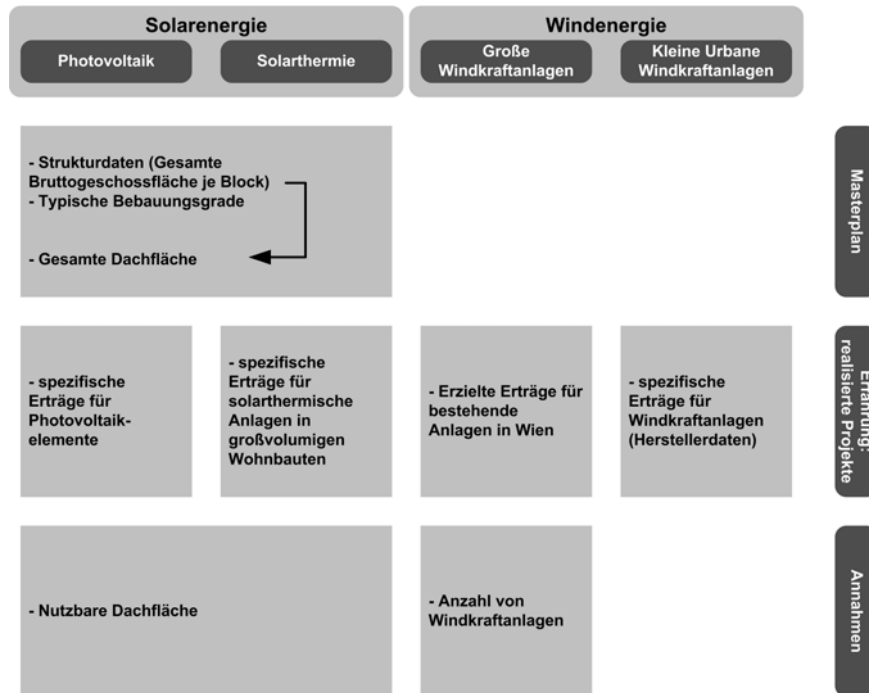 Solarenergie
Windenergie
Photovoltaik
Solarthermie
Große
Windkraftanlagen
Kleine Urbane
Windkraftanlagen
- Strukturdaten (Gesamte
Bruttogeschossfläche je Block)
- Typische Bebauungsgrade
- Gesamte Dachfläche
Masterplan
- spezifische
Erträge für
Photovoltaik-
elemente
- spezifische
Erträge für
solarthermische
Anlagen in
großvolumigen
Wohnbauten
- Erzielte Erträge für
bestehende
Anlagen in Wien
- spezifische
Erträge für
Windkraftanlagen
(Herstellerdaten)
Erfahrung:
realisierte Projekte
- Nutzbare Dachfläche
- Anzahl von
Windkraftanlagen
Annahmen